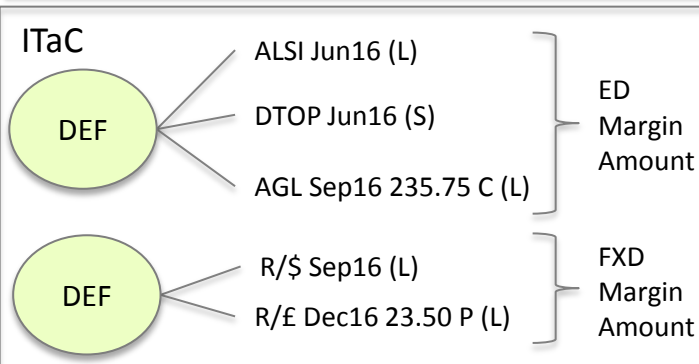 ITaC
DEF
ALSI Jun16 (L)
DTOP Jun16 (S)
AGL Sep16 235.75 C (L)
ED
Margin
Amount
DEF
R/$ Sep16 (L)
R/£ Dec16 23.50 P (L)
FXD
Margin
Amount